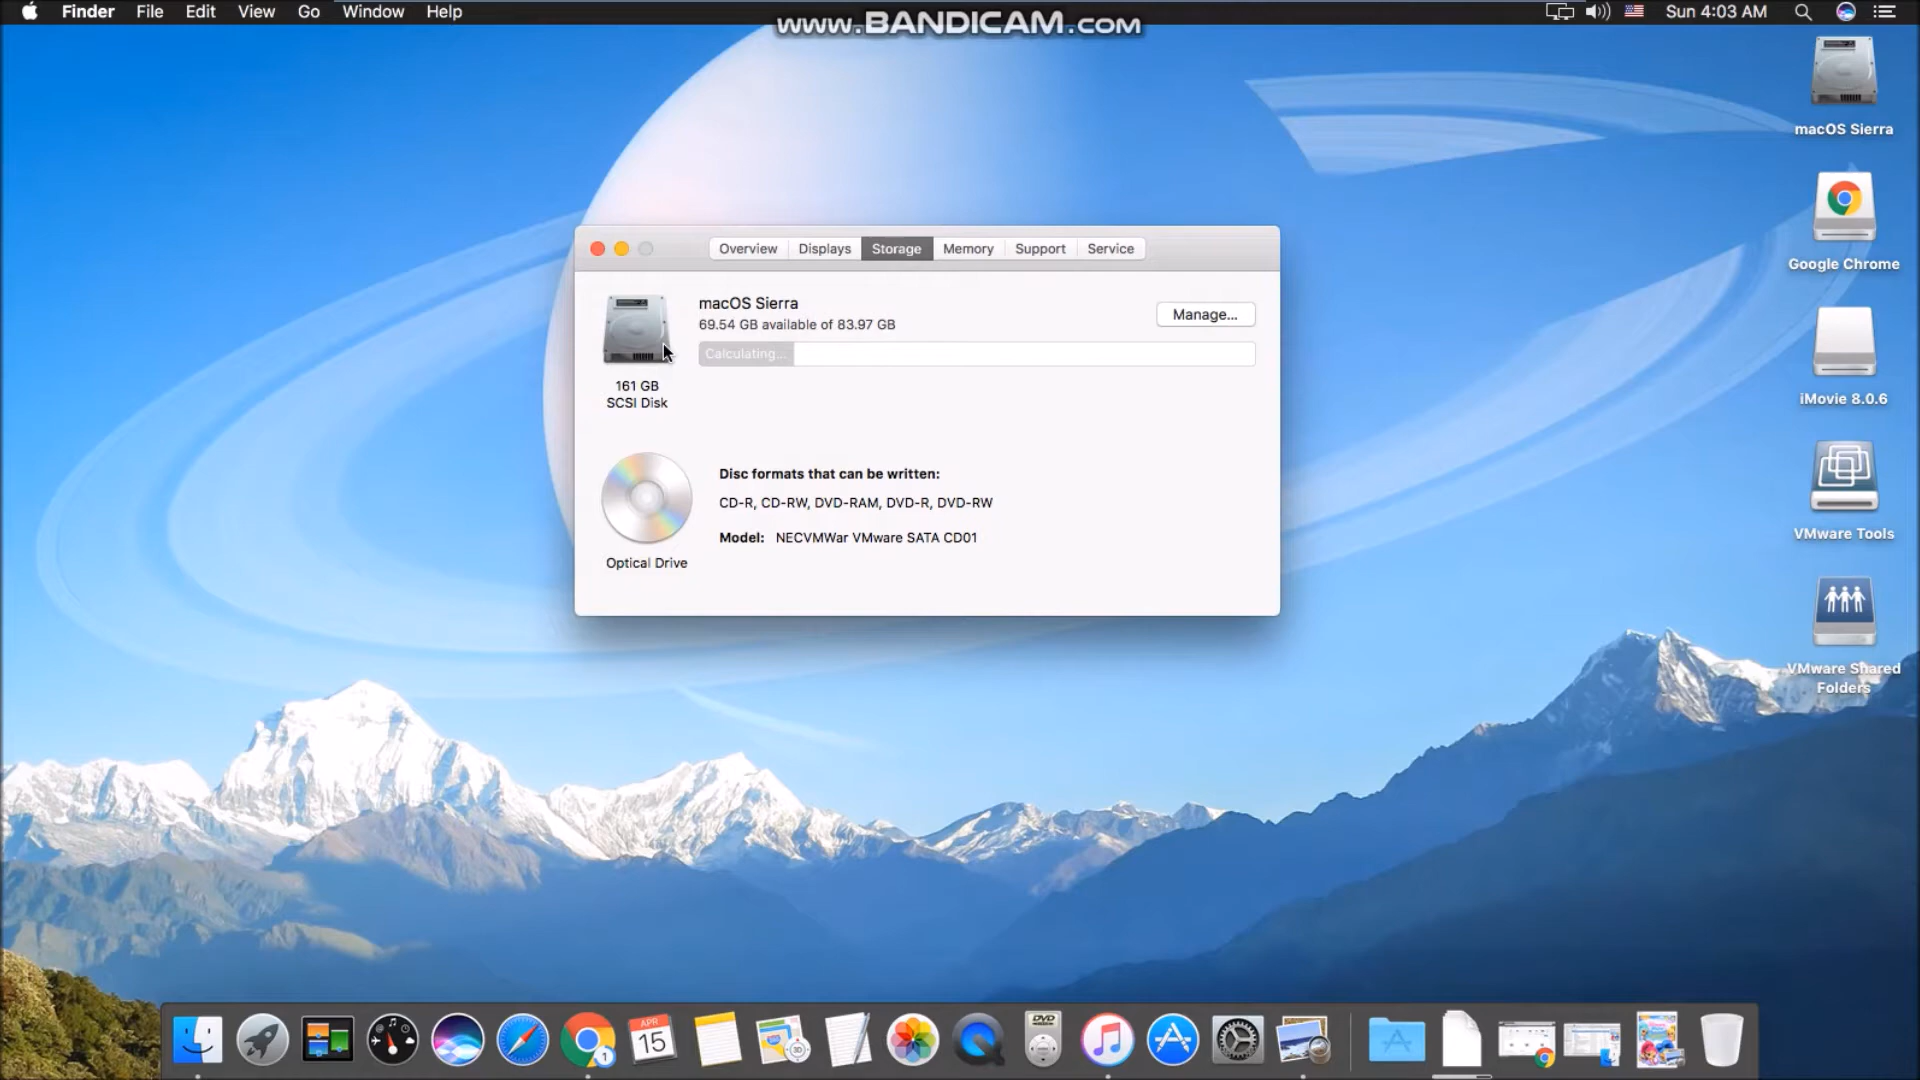 Finder File Edit View Go Window Help
www.BANDICAM.com
Sun 4:03 AM
Overview Displays Storage Memory Support Service
macOS Sierra
69.54 GB available of 83.97 GB
Manage...
Calculating...
161 GB
SCSI Disk
Disc formats that can be written:
CD-R, CD-RW, DVD-RAM, DVD-R, DVD-RW
Model: NECVMWar VMware SATA CD01
Optical Drive
macOS Sierra
Google Chrome
iMovie 8.0.6
VMware Tools
VMware Shared
Folders
1
APR
15
3D
DVD